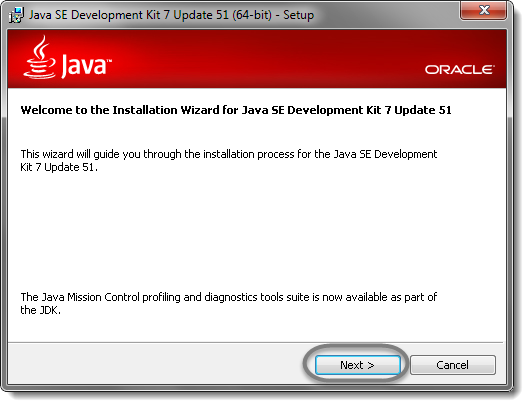 Java SE Development Kit 7 Update 51 (64-bit) - Setup
Java™
ORACLE®
Welcome to the Installation Wizard for Java SE Development Kit 7 Update 51
This wizard will guide you through the installation process for the Java SE Development
Kit 7 Update 51.
The Java Mission Control profiling and diagnostics tools suite is now available as part of
the JDK.
Next >
Cancel